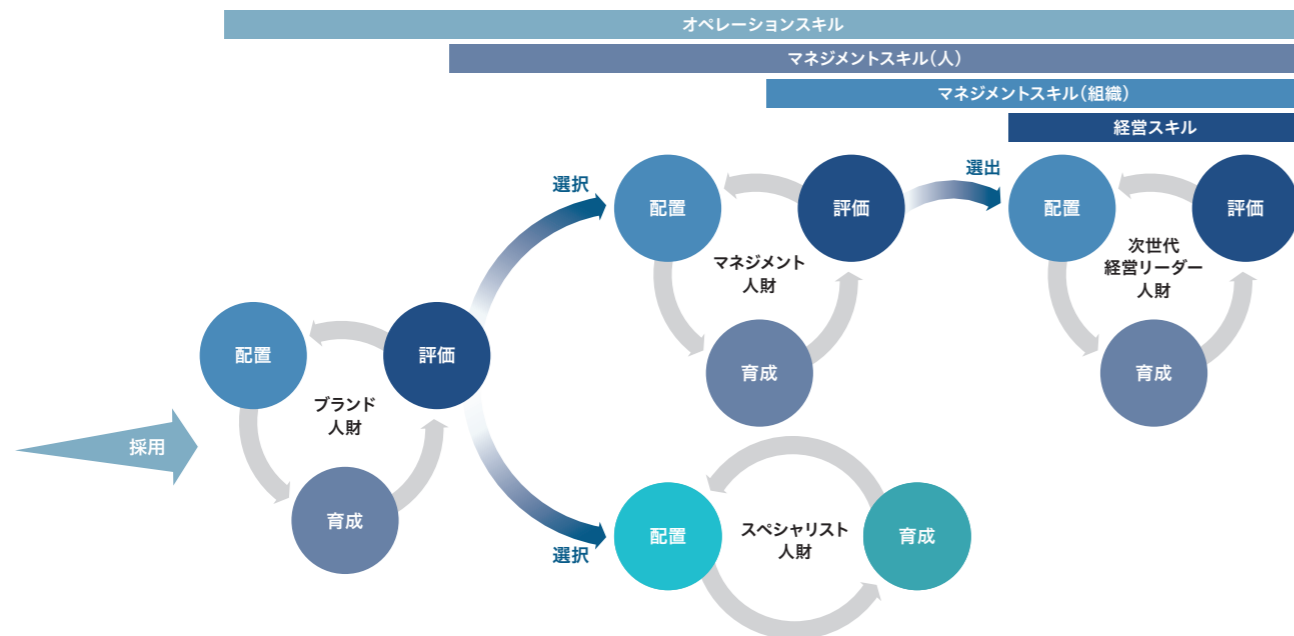 オペレーションスキル
マネジメントスキル(人)
マネジメントスキル(組織)
経営スキル
選択
選出
配置
評価
マネジメント
人財
育成
配置
評価
次世代
経営リーダー
人財
育成
配置
評価
ブランド
人財
育成
採用
選択
配置
スペシャリスト
人財
育成